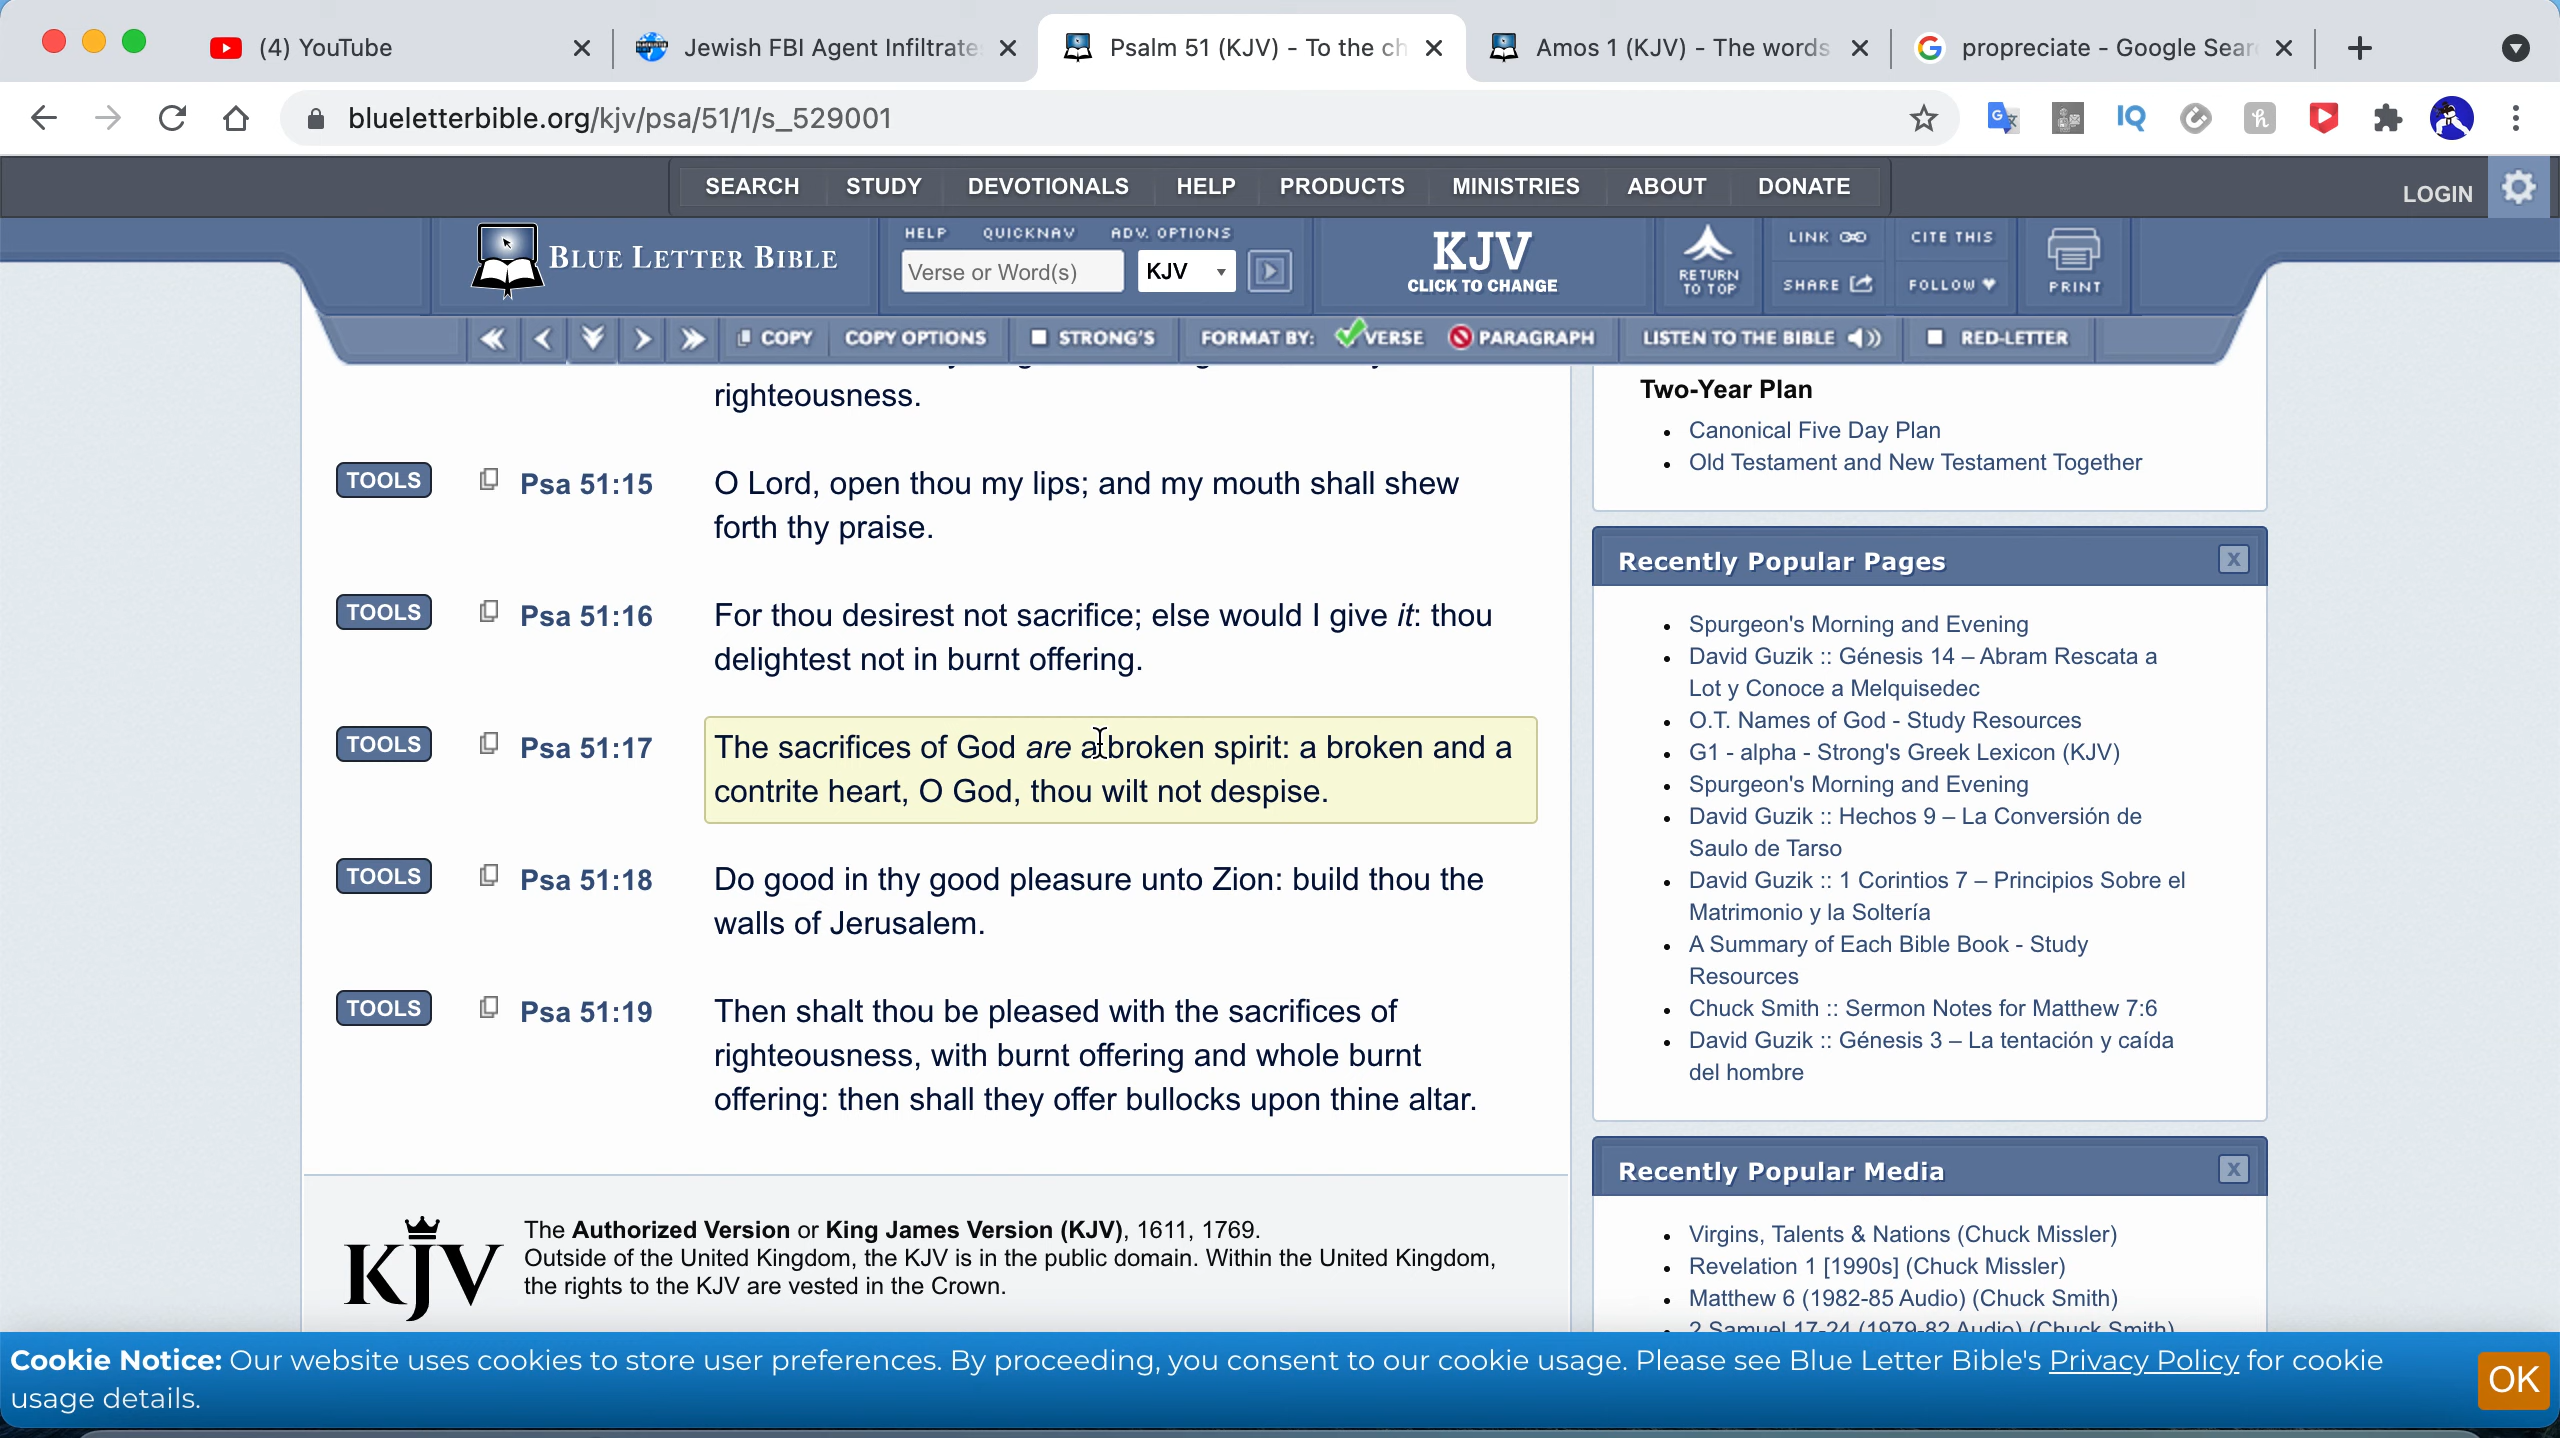 (4) YouTube
Jewish FBI Agent Infiltrate
Psalm 51 (KJV) - To the ch
Amos 1 (KJV) - The words
propreciate - Google Sear
blueletterbible.org/kjv/psa/51/1/s_529001
SEARCH STUDY DEVOTIONALS HELP PRODUCTS MINISTRIES ABOUT DONATE
LOGIN
BLUE LETTER BIBLE
HELP QUICKNAV ADV. OPTIONS
Verse or Word(s)
KJV
KJV
CLICK TO CHANGE
RETURN
TO TOP
LINK
CITE THIS
SHARE
FOLLOW
PRINT
COPY COPY OPTIONS STRONG'S FORMAT BY: VERSE PARAGRAPH LISTEN TO THE BIBLE RED-LETTER
righteousness.
TOOLS Psa 51:15 O Lord, open thou my lips; and my mouth shall shew
forth thy praise.
TOOLS Psa 51:16 For thou desirest not sacrifice; else would I give it: thou
delightest not in burnt offering.
TOOLS Psa 51:17 The sacrifices of God are a broken spirit: a broken and a
contrite heart, O God, thou wilt not despise.
TOOLS Psa 51:18 Do good in thy good pleasure unto Zion: build thou the
walls of Jerusalem.
TOOLS Psa 51:19 Then shalt thou be pleased with the sacrifices of
righteousness, with burnt offering and whole burnt
offering: then shall they offer bullocks upon thine altar.
KJV
The Authorized Version or King James Version (KJV), 1611, 1769.
Outside of the United Kingdom, the KJV is in the public domain. Within the United Kingdom,
the rights to the KJV are vested in the Crown.
Two-Year Plan
Canonical Five Day Plan
Old Testament and New Testament Together
Recently Popular Pages
X
Spurgeon's Morning and Evening
David Guzik :: Génesis 14 – Abram Rescata a
Lot y Conoce a Melquisedec
O.T. Names of God - Study Resources
G1 - alpha - Strong's Greek Lexicon (KJV)
Spurgeon's Morning and Evening
David Guzik :: Hechos 9 – La Conversión de
Saulo de Tarso
David Guzik :: 1 Corintios 7 – Principios Sobre el
Matrimonio y la Soltería
A Summary of Each Bible Book - Study
Resources
Chuck Smith :: Sermon Notes for Matthew 7:6
David Guzik :: Génesis 3 – La tentación y caída
del hombre
Recently Popular Media
X
Virgins, Talents & Nations (Chuck Missler)
Revelation 1 [1990s] (Chuck Missler)
Matthew 6 (1982-85 Audio) (Chuck Smith)
2 Samuel 17-24 (1979-82 Audio) (Chuck Smith)
Cookie Notice: Our website uses cookies to store user preferences. By proceeding, you consent to our cookie usage. Please see Blue Letter Bible's Privacy Policy for cookie
usage details.
OK